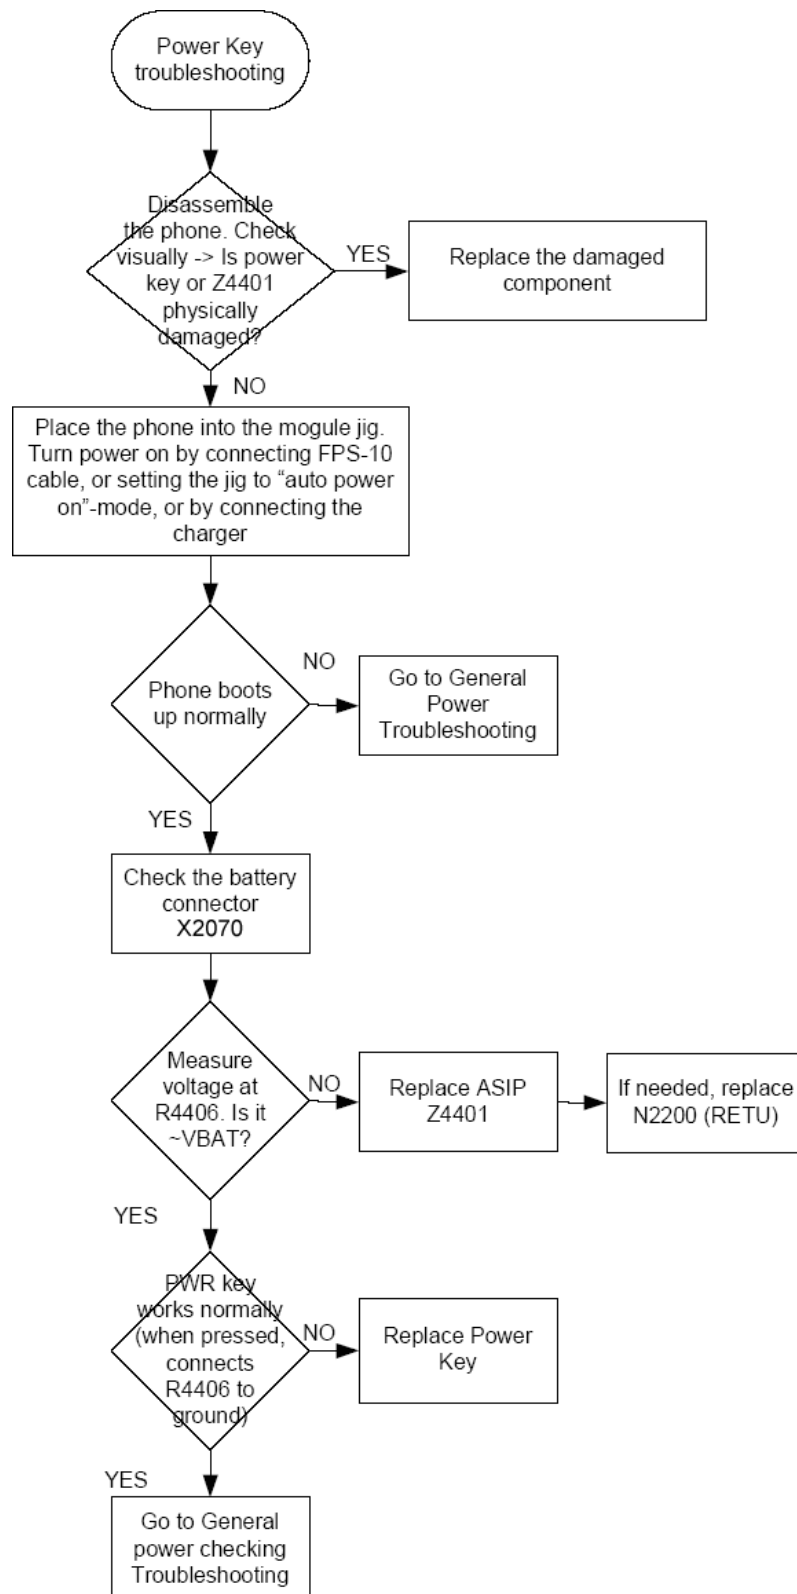 Power Key
troubleshooting
Disassemble
the phone. Check
visually -> Is power
key or Z4401
physically
damaged?
YES
Replace the damaged
component
NO
Place the phone into the mogule jig.
Turn power on by connecting FPS-10
cable, or setting the jig to “auto power
on”-mode, or by connecting the
charger
Phone boots
up normally
NO
Go to General
Power
Troubleshooting
YES
Check the battery
connector
X2070
Measure
voltage at
R4406. Is it
~VBAT?
NO
Replace ASIP
Z4401
If needed, replace
N2200 (RETU)
YES
PWR key
works normally
(when pressed,
connects
R4406 to
ground)
NO
Replace Power
Key
YES
Go to General
power checking
Troubleshooting